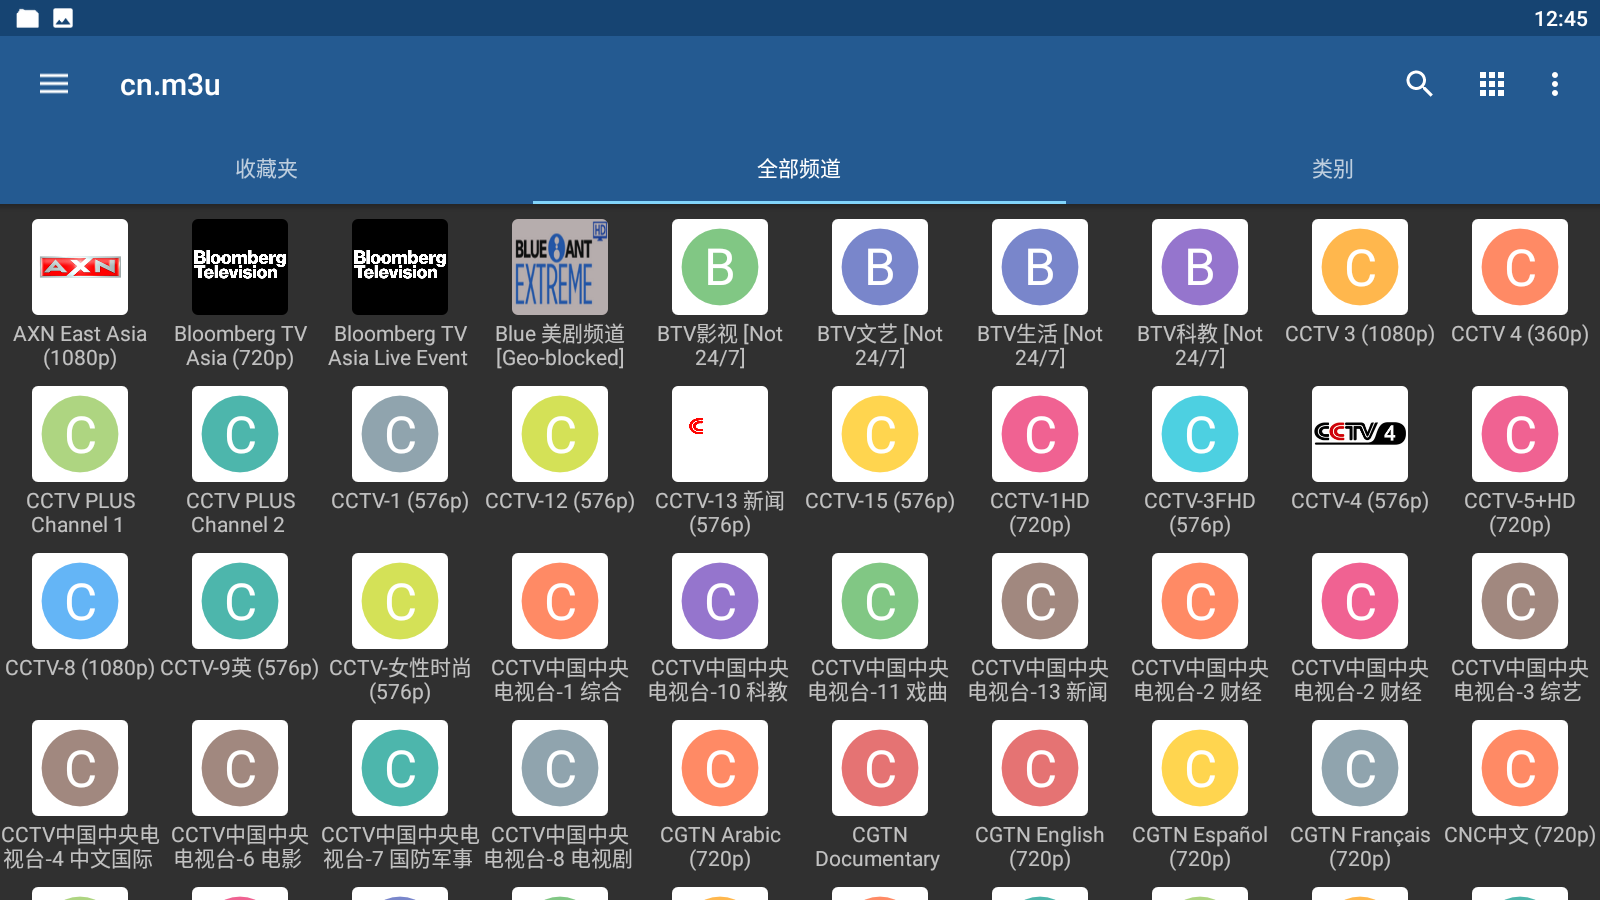 12:45
cn.m3u
收藏夹
全部频道
类别
AXN
Bloomberg
Television
Bloomberg
Television
HD
BLUE ANT
EXTREME
B
B
B
B
C
C
AXN East Asia
(1080p)
Bloomberg TV
Asia (720p)
Bloomberg TV
Asia Live Event
Blue 美剧频道
[Geo-blocked]
BTV影视 [Not
24/7]
BTV文艺 [Not
24/7]
BTV生活 [Not
24/7]
BTV科教 [Not
24/7]
CCTV 3 (1080p)
CCTV 4 (360p)
C
C
C
C
C
C
C
C
CCTV 4
C
CCTV PLUS
Channel 1
CCTV PLUS
Channel 2
CCTV-1 (576p)
CCTV-12 (576p)
CCTV-13 新闻
(576p)
CCTV-15 (576p)
CCTV-1HD
(720p)
CCTV-3FHD
(576p)
CCTV-4 (576p)
CCTV-5+HD
(720p)
C
C
C
C
C
C
C
C
C
C
CCTV-8 (1080p)
CCTV-9英 (576p)
CCTV-女性时尚
(576p)
CCTV中国中央
电视台-1 综合
CCTV中国中央
电视台-10 科教
CCTV中国中央
电视台-11 戏曲
CCTV中国中央
电视台-13 新闻
CCTV中国中央
电视台-2 财经
CCTV中国中央
电视台-2 财经
CCTV中国中央
电视台-3 综艺
C
C
C
C
C
C
C
C
C
C
CCTV中国中央电
视台-4 中文国际
CCTV中国中央
电视台-6 电影
CCTV中国中央电
视台-7 国防军事
CCTV中国中央
电视台-8 电视剧
CGTN Arabic
(720p)
CGTN
Documentary
CGTN English
(720p)
CGTN Español
(720p)
CGTN Français
(720p)
CNC中文 (720p)